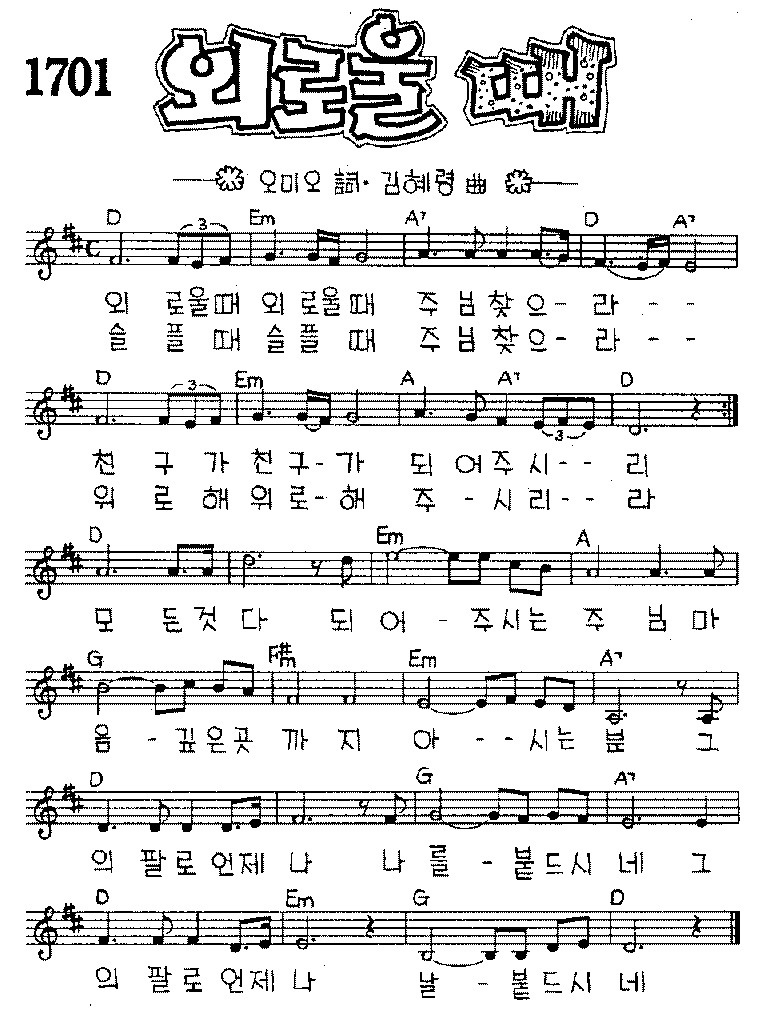 1701 외로울 때
오미오 詞· 김혜령 曲
D Em A7 D A7
3
외 로울때 외 로울때 주 님찾으- 라- -
슬 플 때 슬플 때 주 님찾으- 라- -
D Em A A7 D
3 3
친 구 가 친구-가 되 어주시-- 리
위 로 해 위로-해 주 -시리-- 라
D Em A
모 든것 다 되 어 -주시는 주 님 마
G F#m Em A7
음 -깊은곳 까 지 아 --시는 분 그
D G A7
의 팔로언제 나 나 를-붙드시 네 그
D Em G D
의 팔 로 언제나 날 -붙드시 네